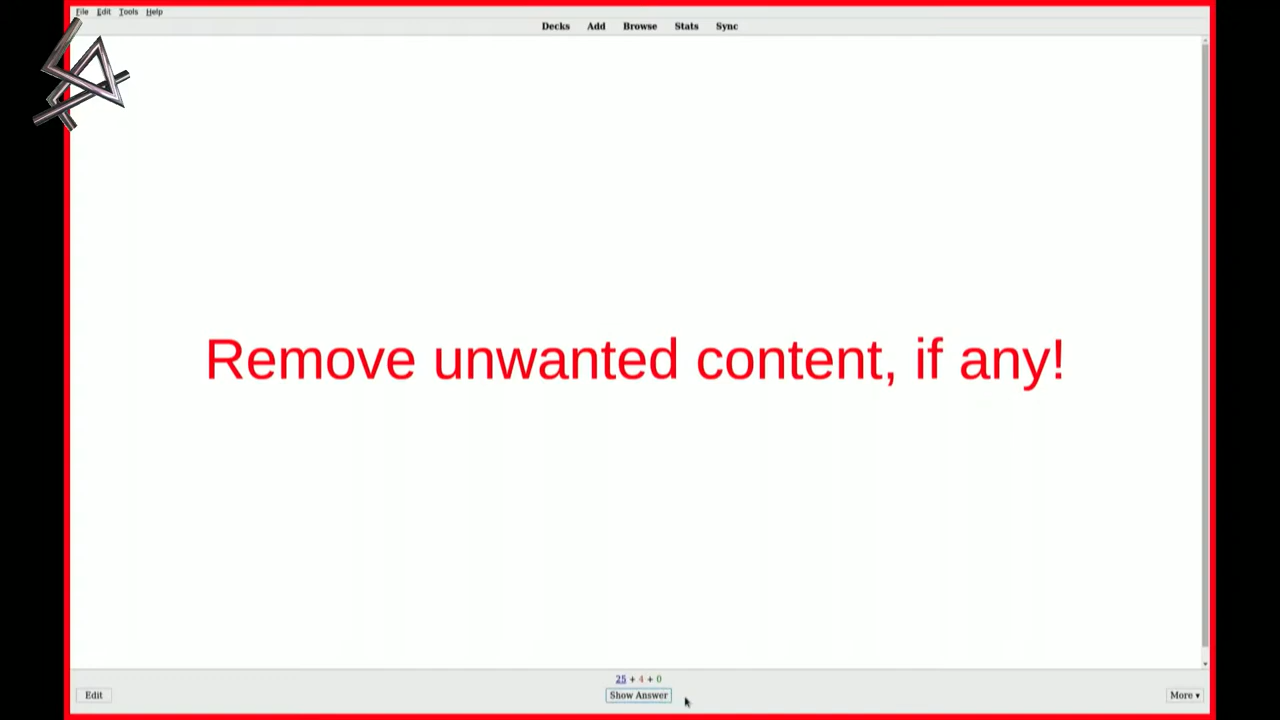 File Edit Tools Help
Decks Add Browse Stats Sync
Remove unwanted content, if any!
25 + 4 + 0
Edit Show Answer More ▾